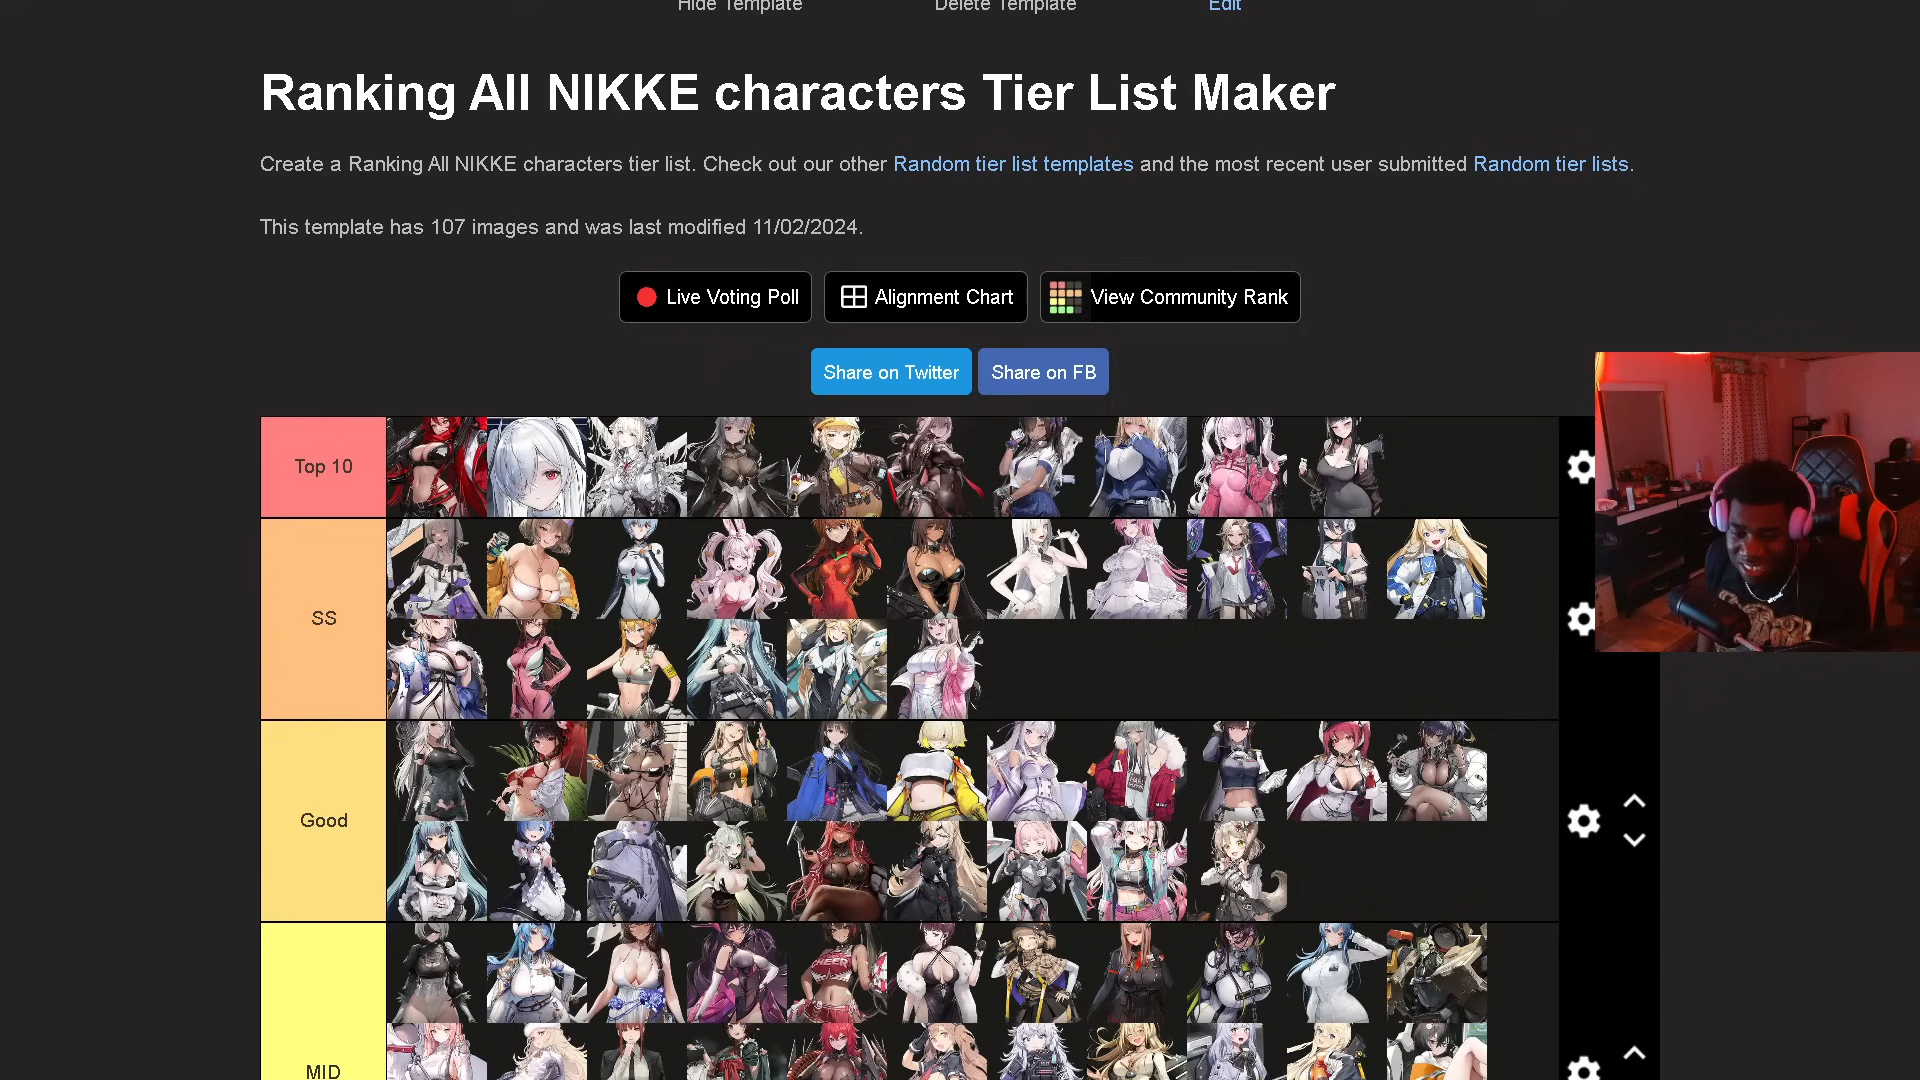 Hide Template
Delete Template
Edit
Ranking All NIKKE characters Tier List Maker
Create a Ranking All NIKKE characters tier list. Check out our other Random tier list templates and the most recent user submitted Random tier lists.
This template has 107 images and was last modified 11/02/2024.
Live Voting Poll
Alignment Chart
View Community Rank
Share on Twitter
Share on FB
Top 10
SS
Good
MID